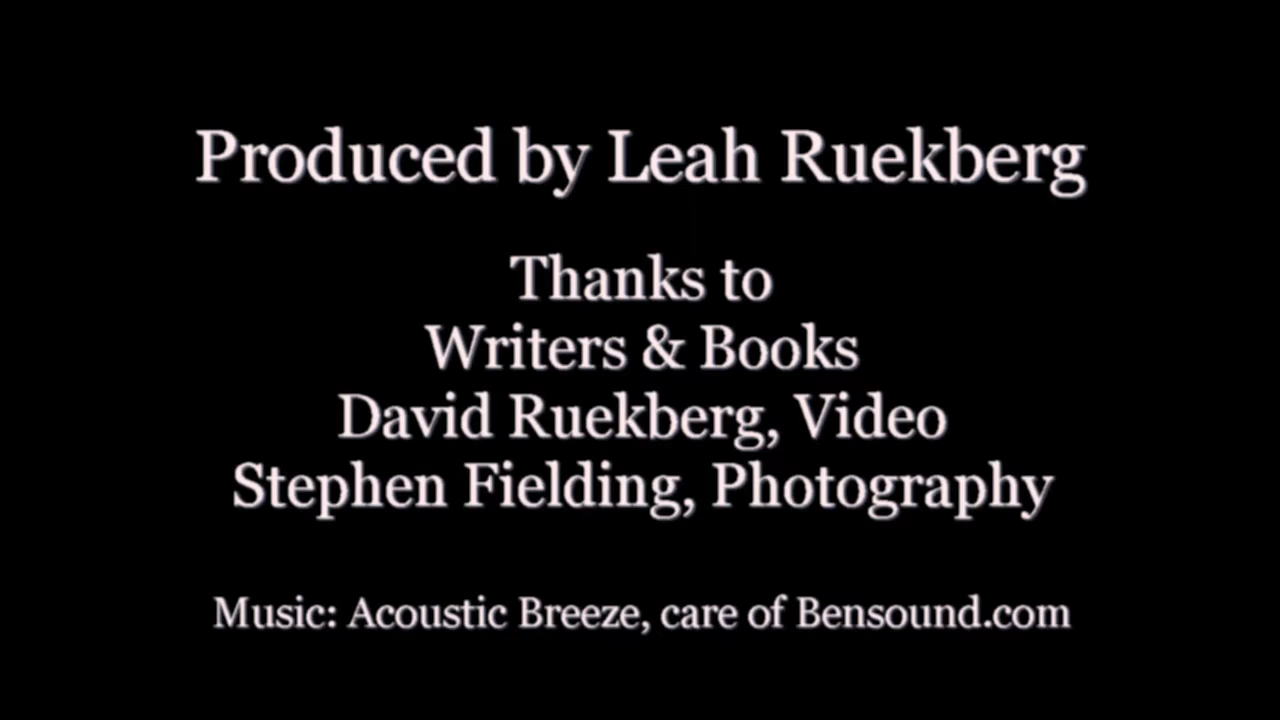 Produced by Leah Ruekberg
Thanks to
Writers & Books
David Ruekberg, Video
Stephen Fielding, Photography
Music: Acoustic Breeze, care of Bensound.com